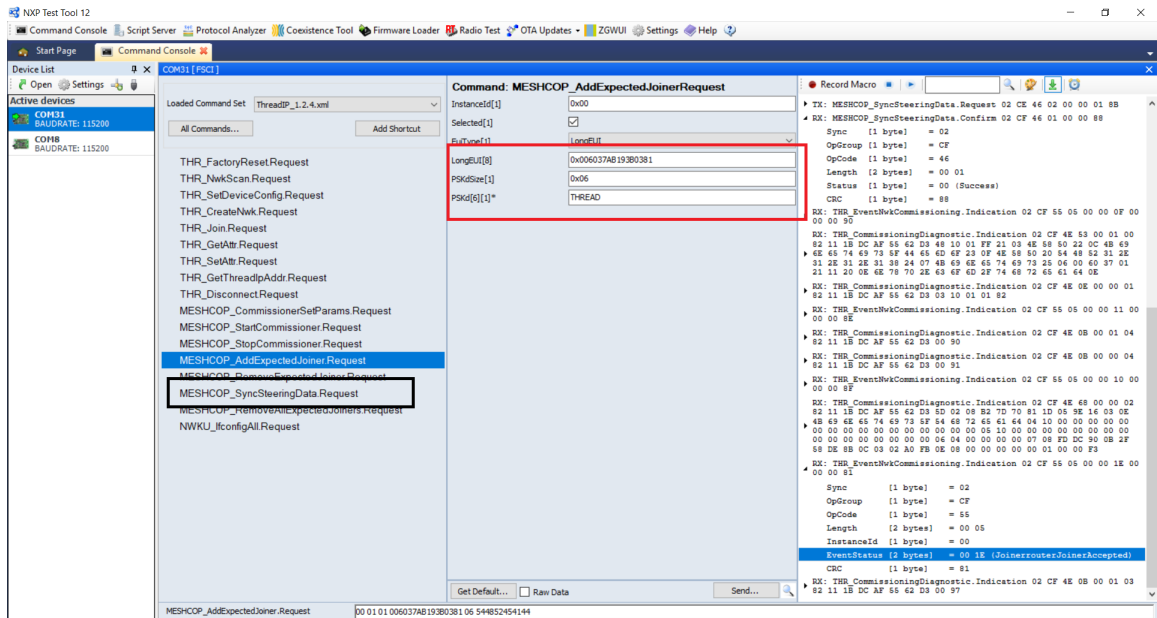 NXP Test Tool 12
Command Console Script Server Protocol Analyzer Coexistence Tool Firmware Loader Radio Test OTA Updates ZGWUI Settings Help
Start Page Command Console
Device List
Open Settings
Active devices
COM31
BAUDRATE: 115200
COM8
BAUDRATE: 115200
COM31 [ FSCI ]
Loaded Command Set ThreadIP_1.2.4.xml
All Commands... Add Shortcut
THR_FactoryReset.Request
THR_NwkScan.Request
THR_SetDeviceConfig.Request
THR_CreateNwk.Request
THR_Join.Request
THR_GetAttr.Request
THR_SetAttr.Request
THR_GetThreadIpAddr.Request
THR_Disconnect.Request
MESHCOP_CommissionerSetParams.Request
MESHCOP_StartCommissioner.Request
MESHCOP_StopCommissioner.Request
MESHCOP_AddExpectedJoiner.Request
MESHCOP_RemoveExpectedJoiner.Request
MESHCOP_SyncSteeringData.Request
MESHCOP_RemoveAllExpectedJoiners.Request
NWKU_IfconfigAll.Request
Command: MESHCOP_AddExpectedJoinerRequest
InstanceId[1] 0x00
Selected[1]
EuiType[1] LongEUI
LongEUI[8] 0x006037AB193B0381
PSKdSize[1] 0x06
PSKd[6][1]* THREAD
Get Default... Raw Data Send...
Record Macro
TX: MESHCOP_SyncSteeringData.Request 02 CE 46 02 00 00 01 8B
RX: MESHCOP_SyncSteeringData.Confirm 02 CF 46 01 00 00 88
Sync [1 byte] = 02
OpGroup [1 byte] = CF
OpCode [1 byte] = 46
Length [2 bytes] = 00 01
Status [1 byte] = 00 (Success)
CRC [1 byte] = 88
RX: THR_EventNwkCommissioning.Indication 02 CF 55 05 00 00 0F 00
00 00 90
RX: THR_CommissioningDiagnostic.Indication 02 CF 4E 53 00 01 00
82 11 1B DC AF 55 62 D3 48 10 01 FF 21 03 4E 58 50 22 0C 4B 69
6E 65 74 69 73 5F 44 65 6D 6F 23 0F 4E 58 50 20 54 48 52 31 2E
31 2E 31 2E 31 38 24 07 4B 69 6E 65 74 69 73 25 06 00 60 37 01
21 11 20 0E 6E 78 70 2E 63 6F 6D 2F 74 68 72 65 61 64 0E
RX: THR_CommissioningDiagnostic.Indication 02 CF 4E 0E 00 00 01
82 11 1B DC AF 55 62 D3 03 10 01 01 82
RX: THR_EventNwkCommissioning.Indication 02 CF 55 05 00 00 11 00
00 00 8E
RX: THR_CommissioningDiagnostic.Indication 02 CF 4E 0B 00 01 04
82 11 1B DC AF 55 62 D3 00 90
RX: THR_CommissioningDiagnostic.Indication 02 CF 4E 0B 00 00 04
82 11 1B DC AF 55 62 D3 00 91
RX: THR_EventNwkCommissioning.Indication 02 CF 55 05 00 00 10 00
00 00 8F
RX: THR_CommissioningDiagnostic.Indication 02 CF 4E 68 00 00 02
82 11 1B DC AF 55 62 D3 5D 02 08 B2 7D 70 81 1D 05 9E 16 03 0E
4B 69 6E 65 74 69 73 5F 54 68 72 65 61 64 04 10 00 00 00 00 00
00 00 00 00 00 00 00 00 00 00 00 05 10 00 00 00 00 00 00 00 00
00 00 00 00 00 00 00 00 06 04 00 00 00 00 07 08 FD DC 90 0B 2F
58 DE 8B 0C 03 02 A0 FB 0E 08 00 00 00 00 00 01 00 00 F3
RX: THR_EventNwkCommissioning.Indication 02 CF 55 05 00 00 1E 00
00 00 81
Sync [1 byte] = 02
OpGroup [1 byte] = CF
OpCode [1 byte] = 55
Length [2 bytes] = 00 05
InstanceId [1 byte] = 00
EventStatus [2 bytes] = 00 1E (JoinerrouterJoinerAccepted)
CRC [1 byte] = 81
RX: THR_CommissioningDiagnostic.Indication 02 CF 4E 0B 00 01 03
82 11 1B DC AF 55 62 D3 00 97
MESHCOP_AddExpectedJoiner.Request 00 01 01 006037AB193B0381 06 544852454144